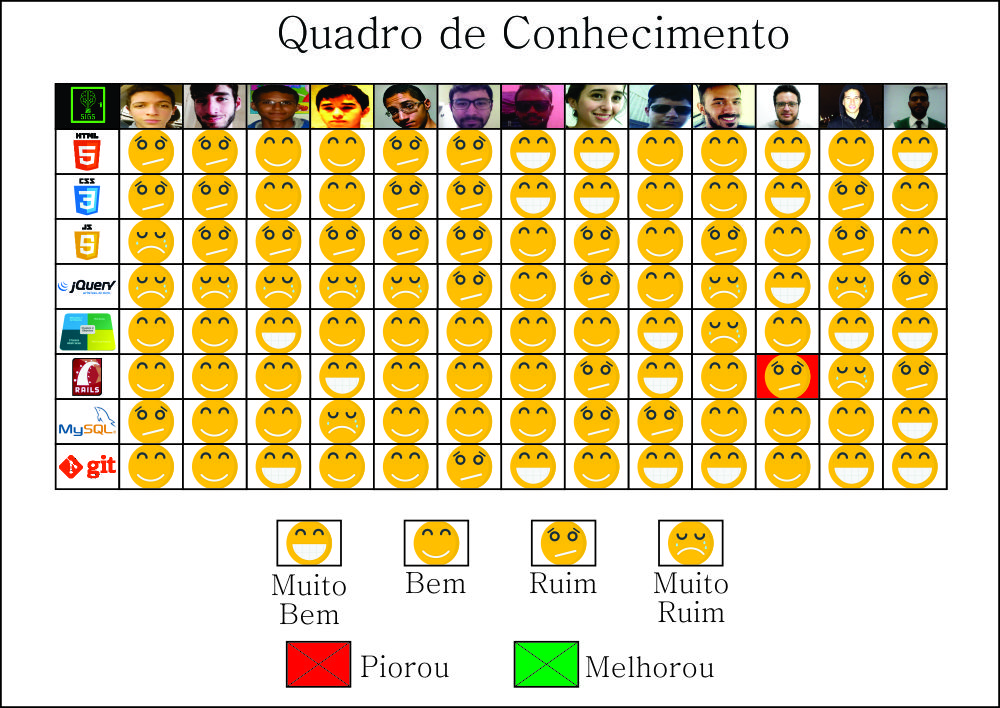 Quadro de Conhecimento
SIGS
HTML
5
CSS
3
JS
5
jQuery
RAILS
MySQL
git
Muito Bem
Bem
Ruim
Muito Ruim
Piorou
Melhorou